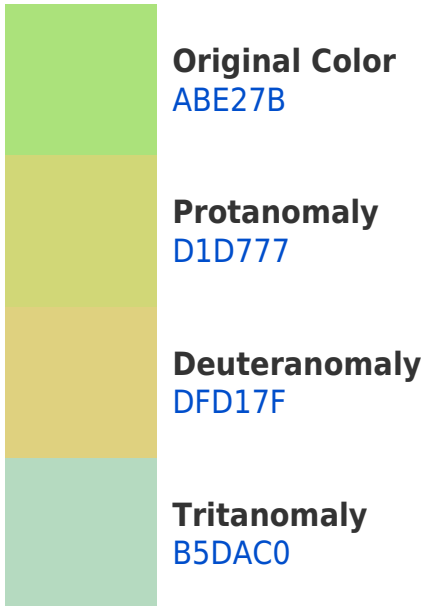 Original Color
ABE27B
Protanomaly
D1D777
Deuteranomaly
DFD17F
Tritanomaly
B5DAC0